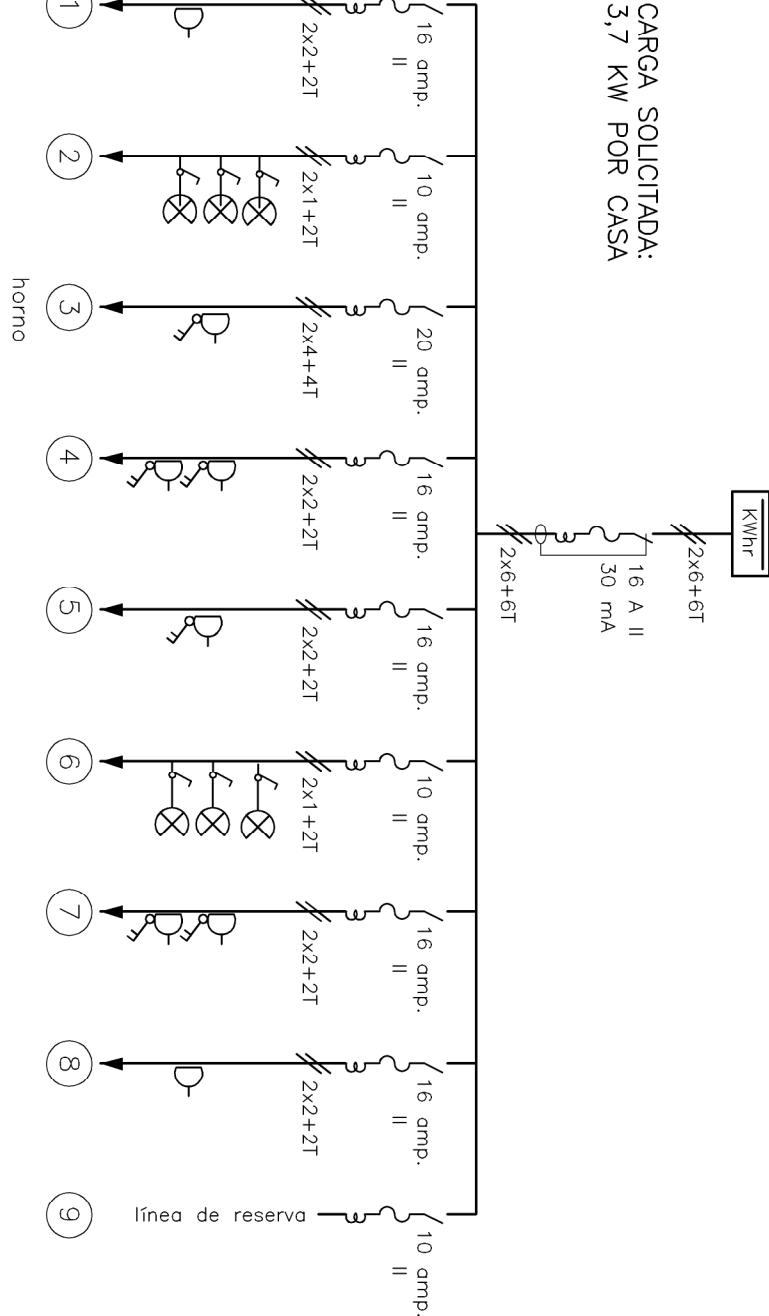 CARGA SOLICITADA:
3,7 KW POR CASA
KWhr
2x6+6T
16 A II
30 mA
2x6+6T
16 amp.
II
2x2+2T
1
10 amp.
II
2x1+2T
2
20 amp.
II
2x4+4T
3
horno
16 amp.
II
2x2+2T
4
16 amp.
II
2x2+2T
5
10 amp.
II
2x1+2T
6
16 amp.
II
2x2+2T
7
16 amp.
II
2x2+2T
8
10 amp.
II
línea de reserva
9